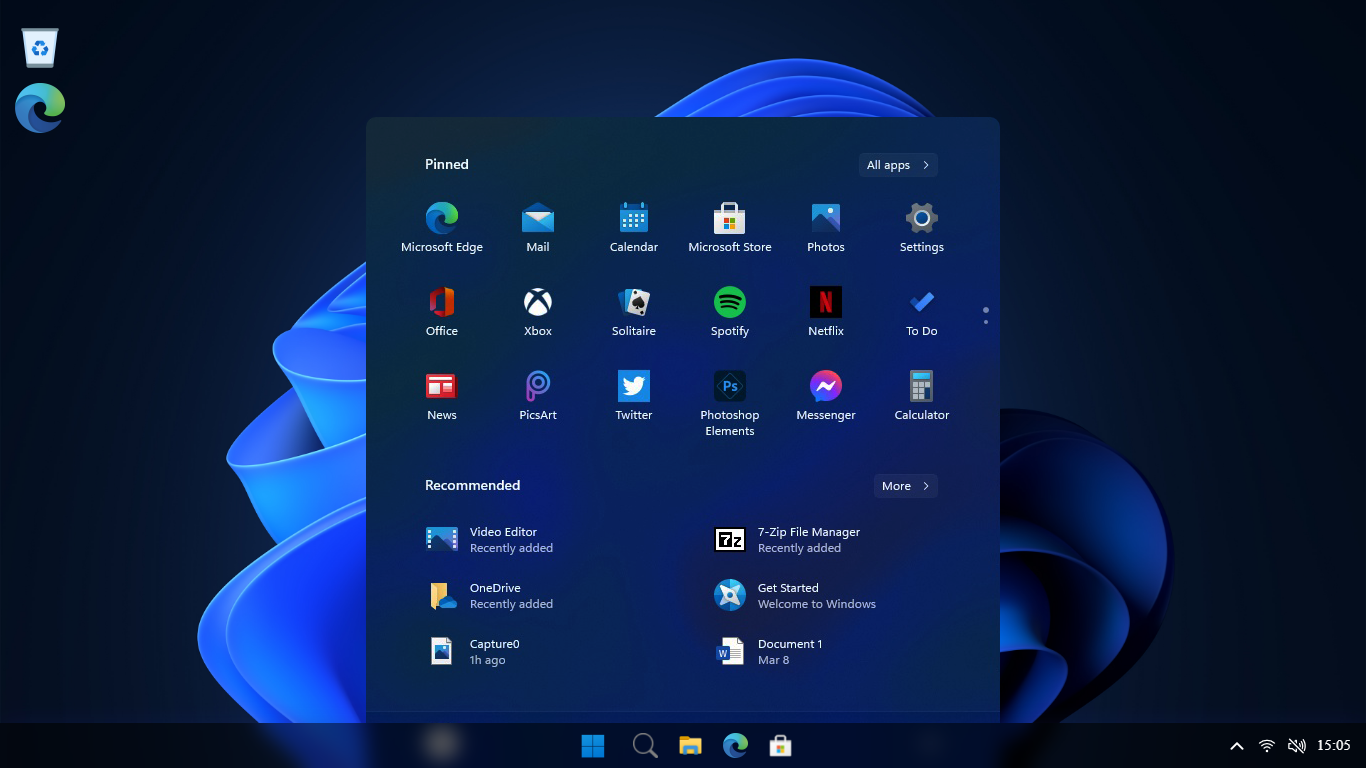 Pinned
All apps
Microsoft Edge
Mail
Calendar
Microsoft Store
Photos
Settings
Office
Xbox
Solitaire
Spotify
Netflix
To Do
News
PicsArt
Twitter
Ps
Photoshop
Elements
Messenger
Calculator
Recommended
More
Video Editor
Recently added
7z
7-Zip File Manager
Recently added
OneDrive
Recently added
Get Started
Welcome to Windows
Capture0
1h ago
W
Document 1
Mar 8
15:05